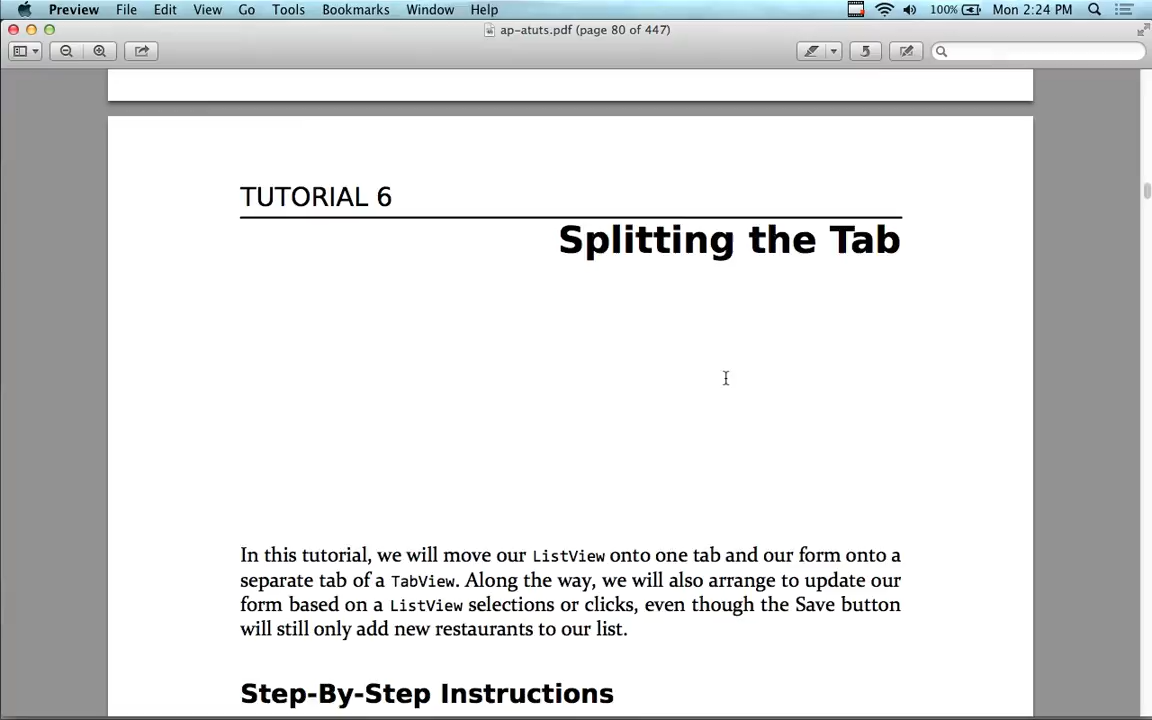 Preview File Edit View Go Tools Bookmarks Window Help 100% Mon 2:24 PM
ap-atuts.pdf (page 80 of 447)
TUTORIAL 6
Splitting the Tab
In this tutorial, we will move our ListView onto one tab and our form onto a
separate tab of a TabView. Along the way, we will also arrange to update our
form based on a ListView selections or clicks, even though the Save button
will still only add new restaurants to our list.
Step-By-Step Instructions